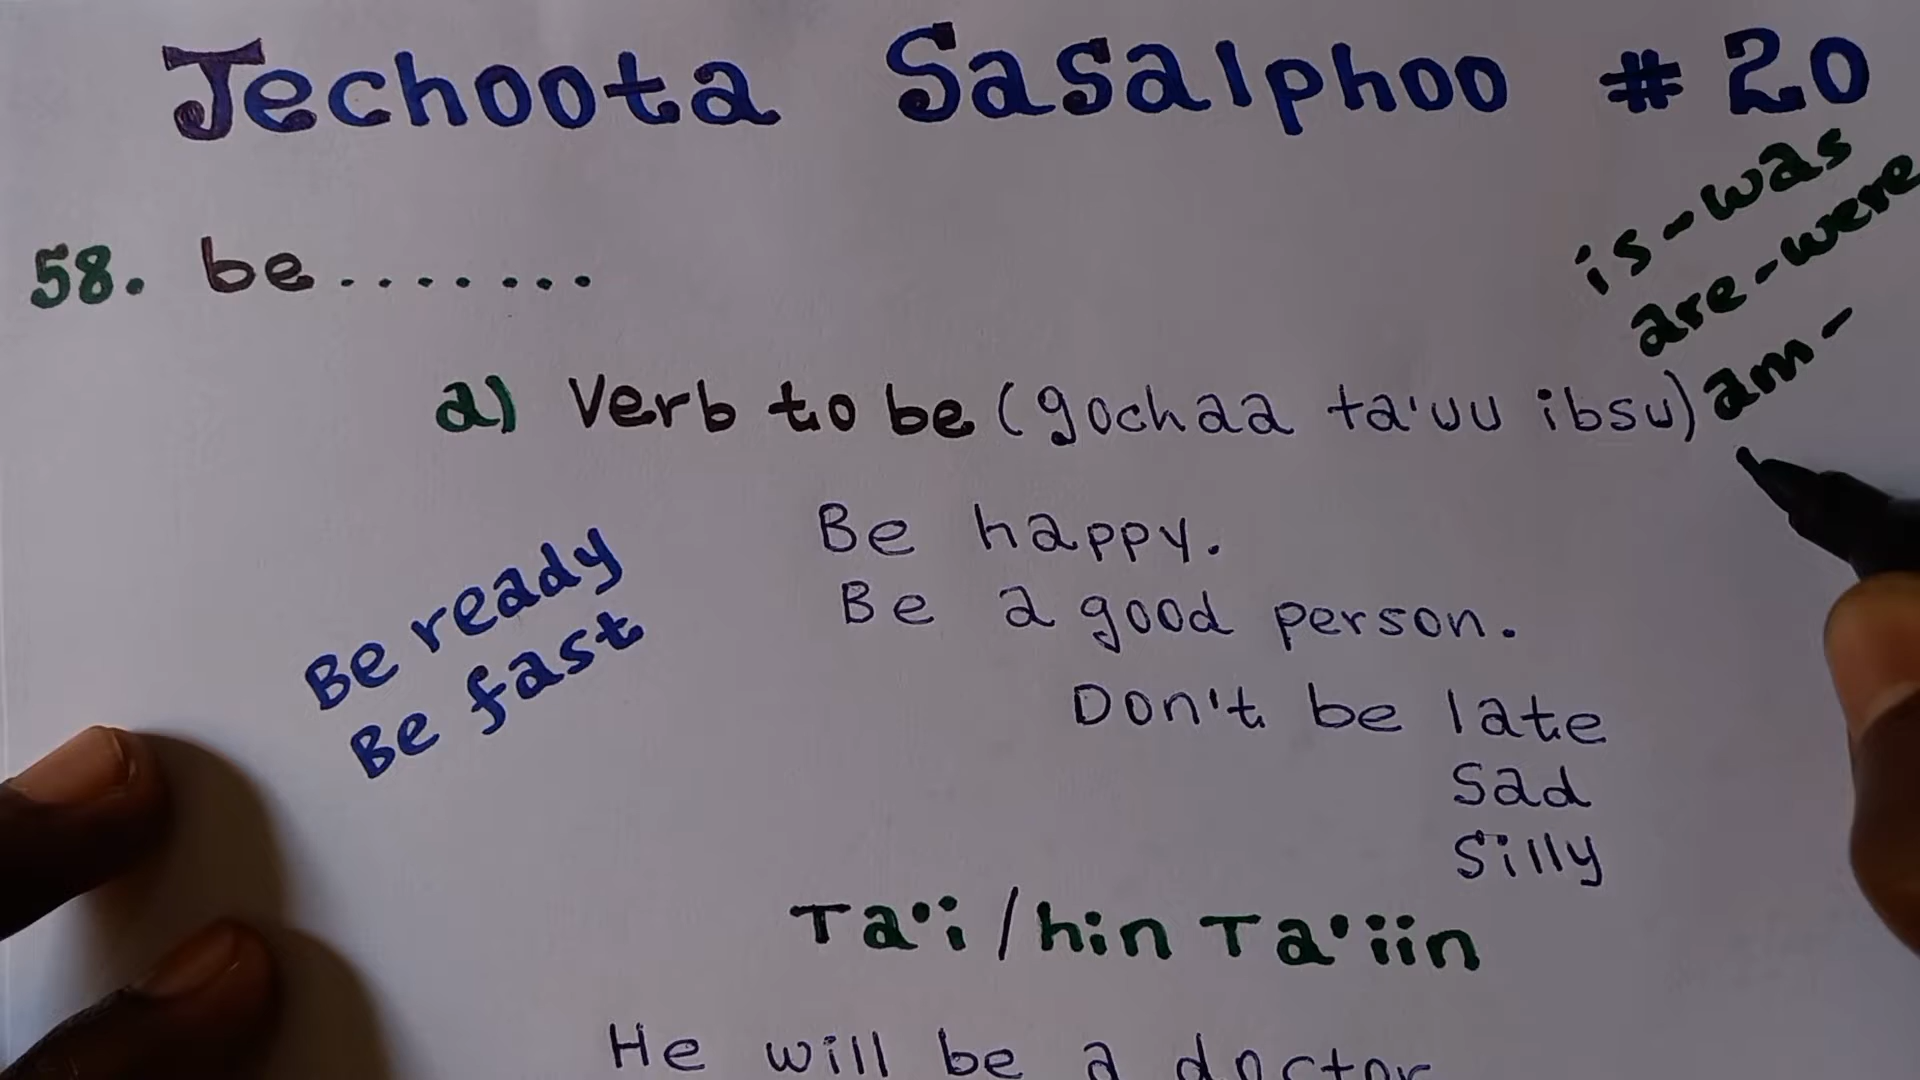 Jechoota Sasalphoo # 20
is-was
are-were
am-
58. be........
a) Verb to be (gochaa ta'uu ibsu)
Be happy.
Be a good person.
Be ready
Be fast
Don't be late
sad
silly
Ta'i/hin Ta'iin
He will be a doctor